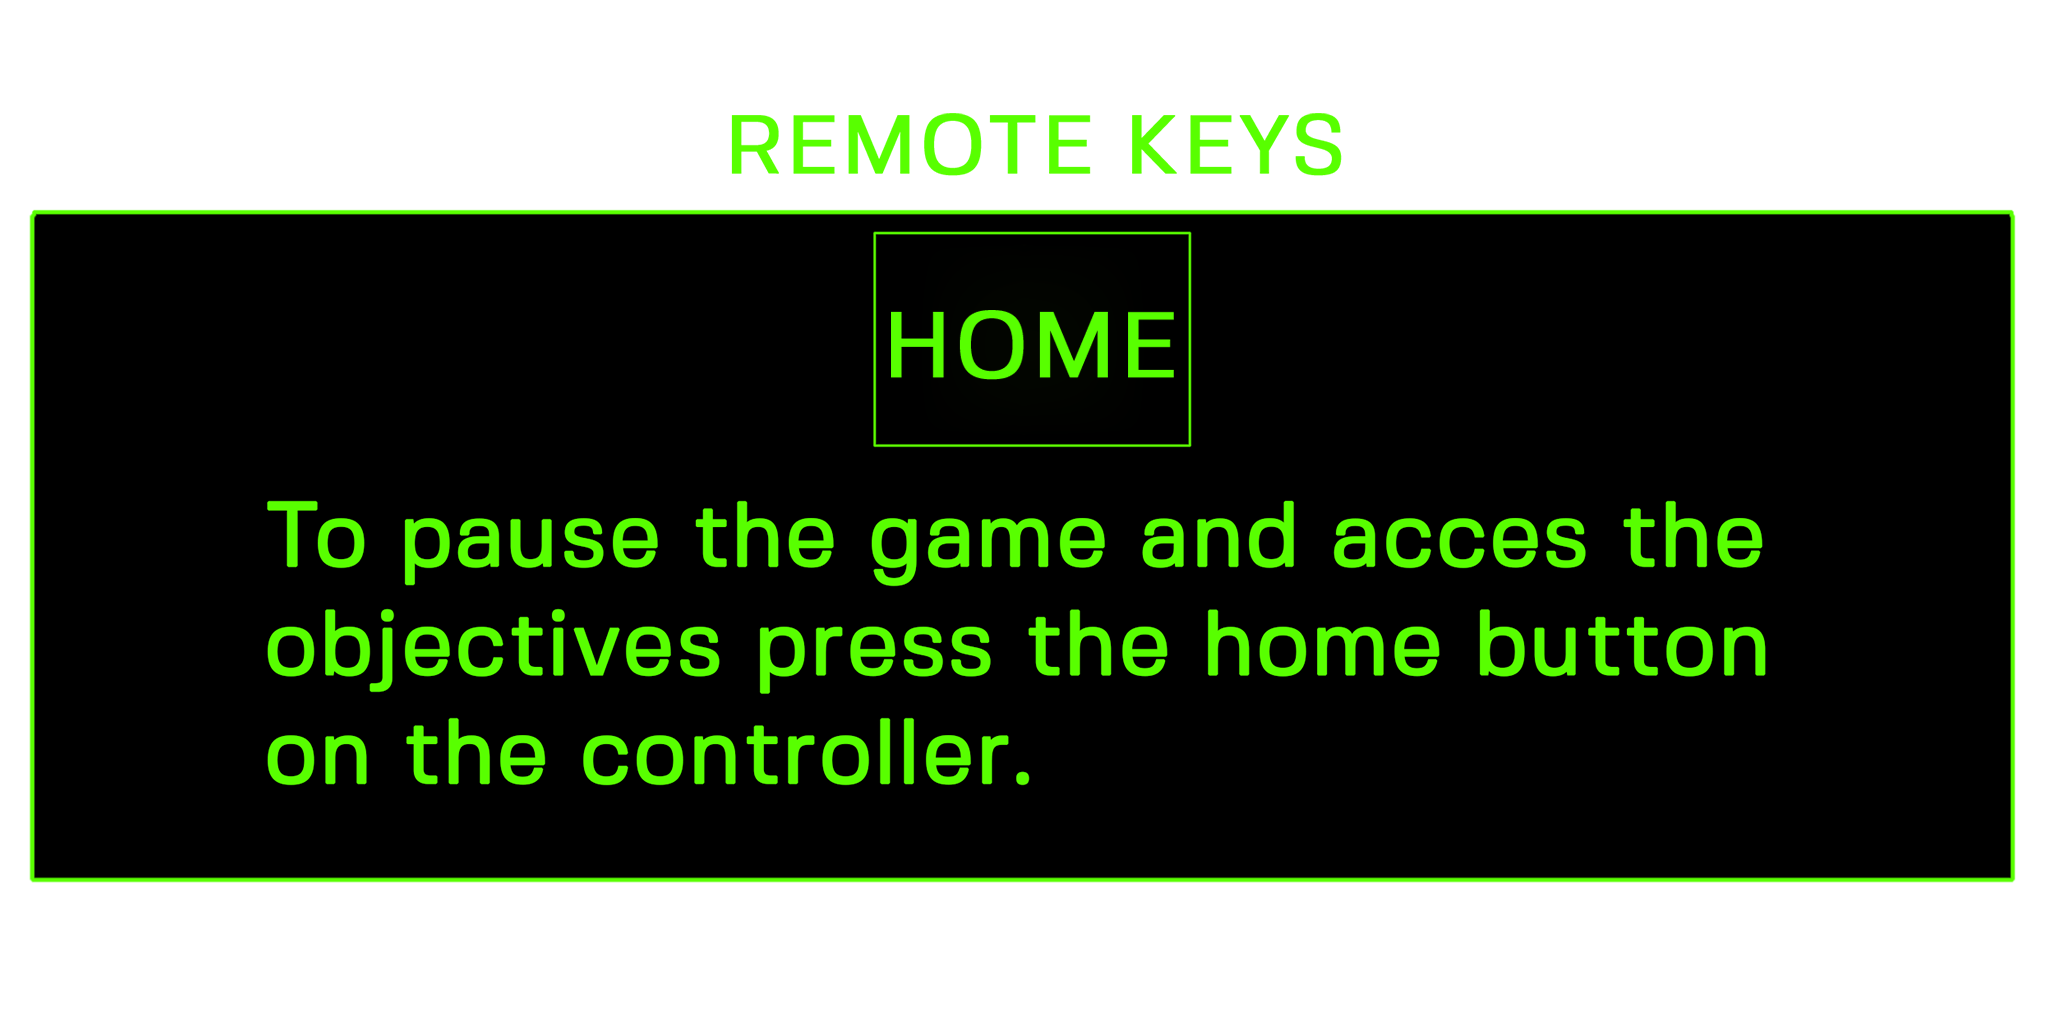 REMOTE KEYS
HOME
To pause the game and acces the
objectives press the home button
on the controller.